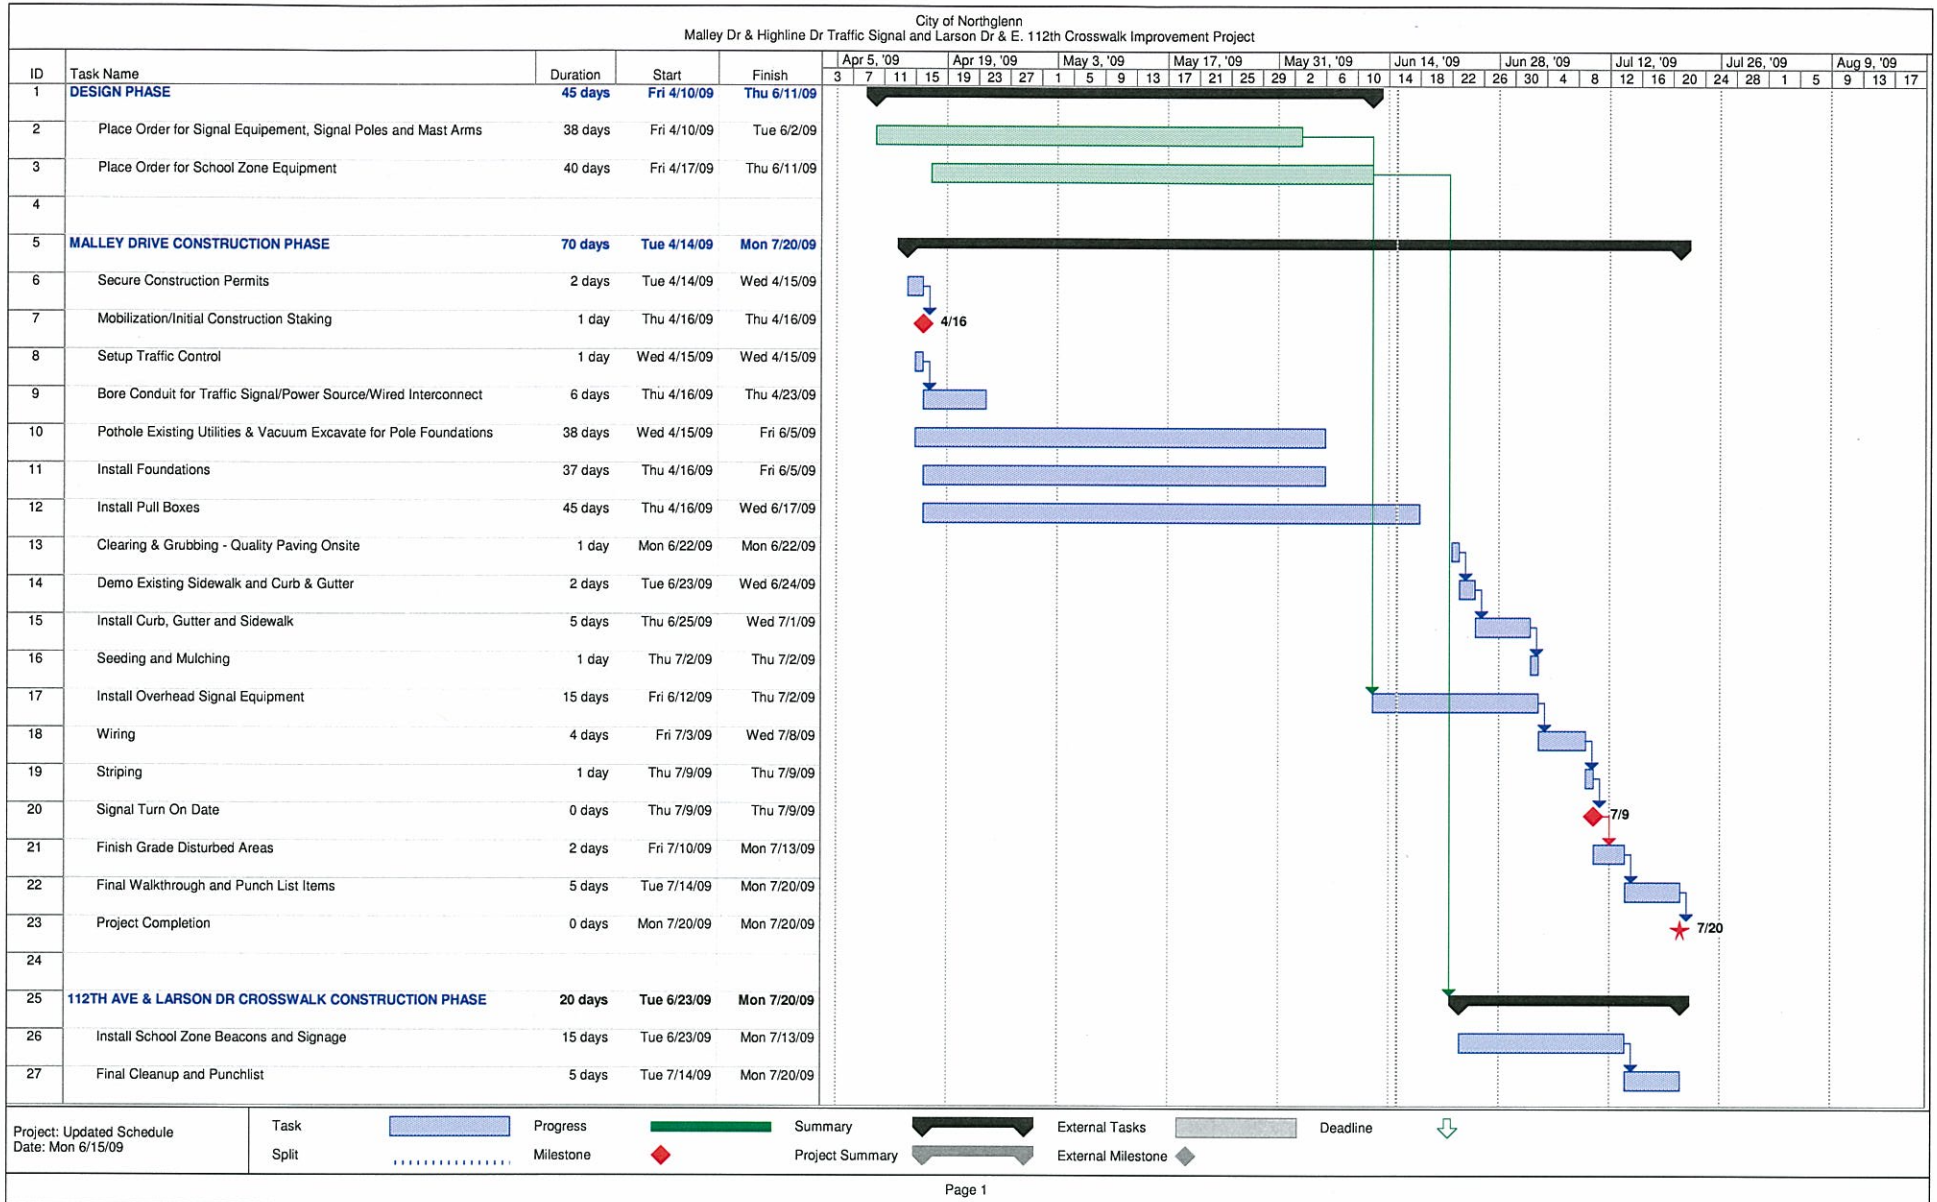 City of Northglenn
Malley Dr & Highline Dr Traffic Signal and Larson Dr & E. 112th Crosswalk Improvement Project
ID Task Name Duration Start Finish Apr 5, '09 Apr 19, '09 May 3, '09 May 17, '09 May 31, '09 Jun 14, '09 Jun 28, '09 Jul 12, '09 Jul 26, '09 Aug 9, '09
3 7 11 15 19 23 27 1 5 9 13 17 21 25 29 2 6 10 14 18 22 26 30 4 8 12 16 20 24 28 1 5 9 13 17
1 DESIGN PHASE 45 days Fri 4/10/09 Thu 6/11/09
2 Place Order for Signal Equipement, Signal Poles and Mast Arms 38 days Fri 4/10/09 Tue 6/2/09
3 Place Order for School Zone Equipment 40 days Fri 4/17/09 Thu 6/11/09
4
5 MALLEY DRIVE CONSTRUCTION PHASE 70 days Tue 4/14/09 Mon 7/20/09
6 Secure Construction Permits 2 days Tue 4/14/09 Wed 4/15/09
7 Mobilization/Initial Construction Staking 1 day Thu 4/16/09 Thu 4/16/09 4/16
8 Setup Traffic Control 1 day Wed 4/15/09 Wed 4/15/09
9 Bore Conduit for Traffic Signal/Power Source/Wired Interconnect 6 days Thu 4/16/09 Thu 4/23/09
10 Pothole Existing Utilities & Vacuum Excavate for Pole Foundations 38 days Wed 4/15/09 Fri 6/5/09
11 Install Foundations 37 days Thu 4/16/09 Fri 6/5/09
12 Install Pull Boxes 45 days Thu 4/16/09 Wed 6/17/09
13 Clearing & Grubbing - Quality Paving Onsite 1 day Mon 6/22/09 Mon 6/22/09
14 Demo Existing Sidewalk and Curb & Gutter 2 days Tue 6/23/09 Wed 6/24/09
15 Install Curb, Gutter and Sidewalk 5 days Thu 6/25/09 Wed 7/1/09
16 Seeding and Mulching 1 day Thu 7/2/09 Thu 7/2/09
17 Install Overhead Signal Equipment 15 days Fri 6/12/09 Thu 7/2/09
18 Wiring 4 days Fri 7/3/09 Wed 7/8/09
19 Striping 1 day Thu 7/9/09 Thu 7/9/09
20 Signal Turn On Date 0 days Thu 7/9/09 Thu 7/9/09 7/9
21 Finish Grade Disturbed Areas 2 days Fri 7/10/09 Mon 7/13/09
22 Final Walkthrough and Punch List Items 5 days Tue 7/14/09 Mon 7/20/09
23 Project Completion 0 days Mon 7/20/09 Mon 7/20/09 7/20
24
25 112TH AVE & LARSON DR CROSSWALK CONSTRUCTION PHASE 20 days Tue 6/23/09 Mon 7/20/09
26 Install School Zone Beacons and Signage 15 days Tue 6/23/09 Mon 7/13/09
27 Final Cleanup and Punchlist 5 days Tue 7/14/09 Mon 7/20/09
Project: Updated Schedule
Date: Mon 6/15/09
Task Progress Summary External Tasks Deadline
Split Milestone Project Summary External Milestone
Page 1